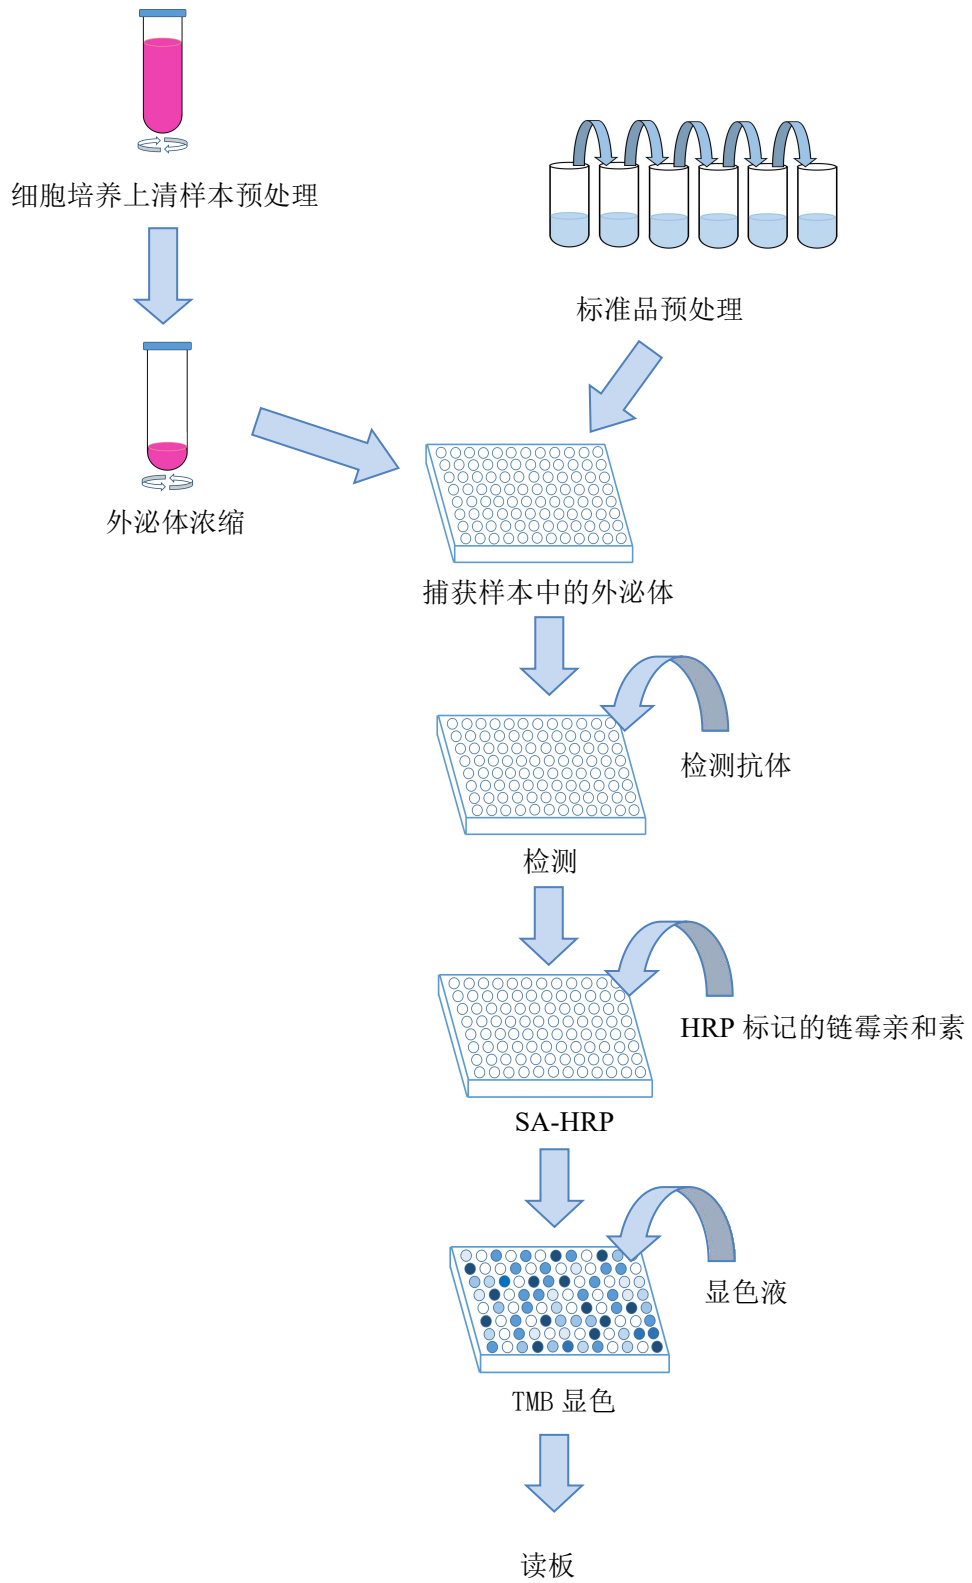 细胞培养上清样本预处理
标准品预处理
外泌体浓缩
捕获样本中的外泌体
检测抗体
检测
HRP 标记的链霉亲和素
SA-HRP
显色液
TMB 显色
读板